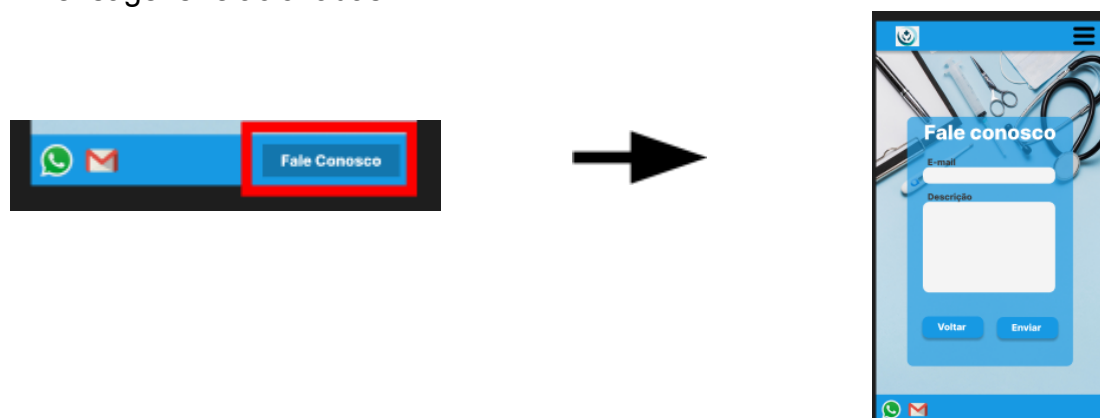 Fale Conosco
Fale conosco
E-mail
Descrição
Voltar
Enviar